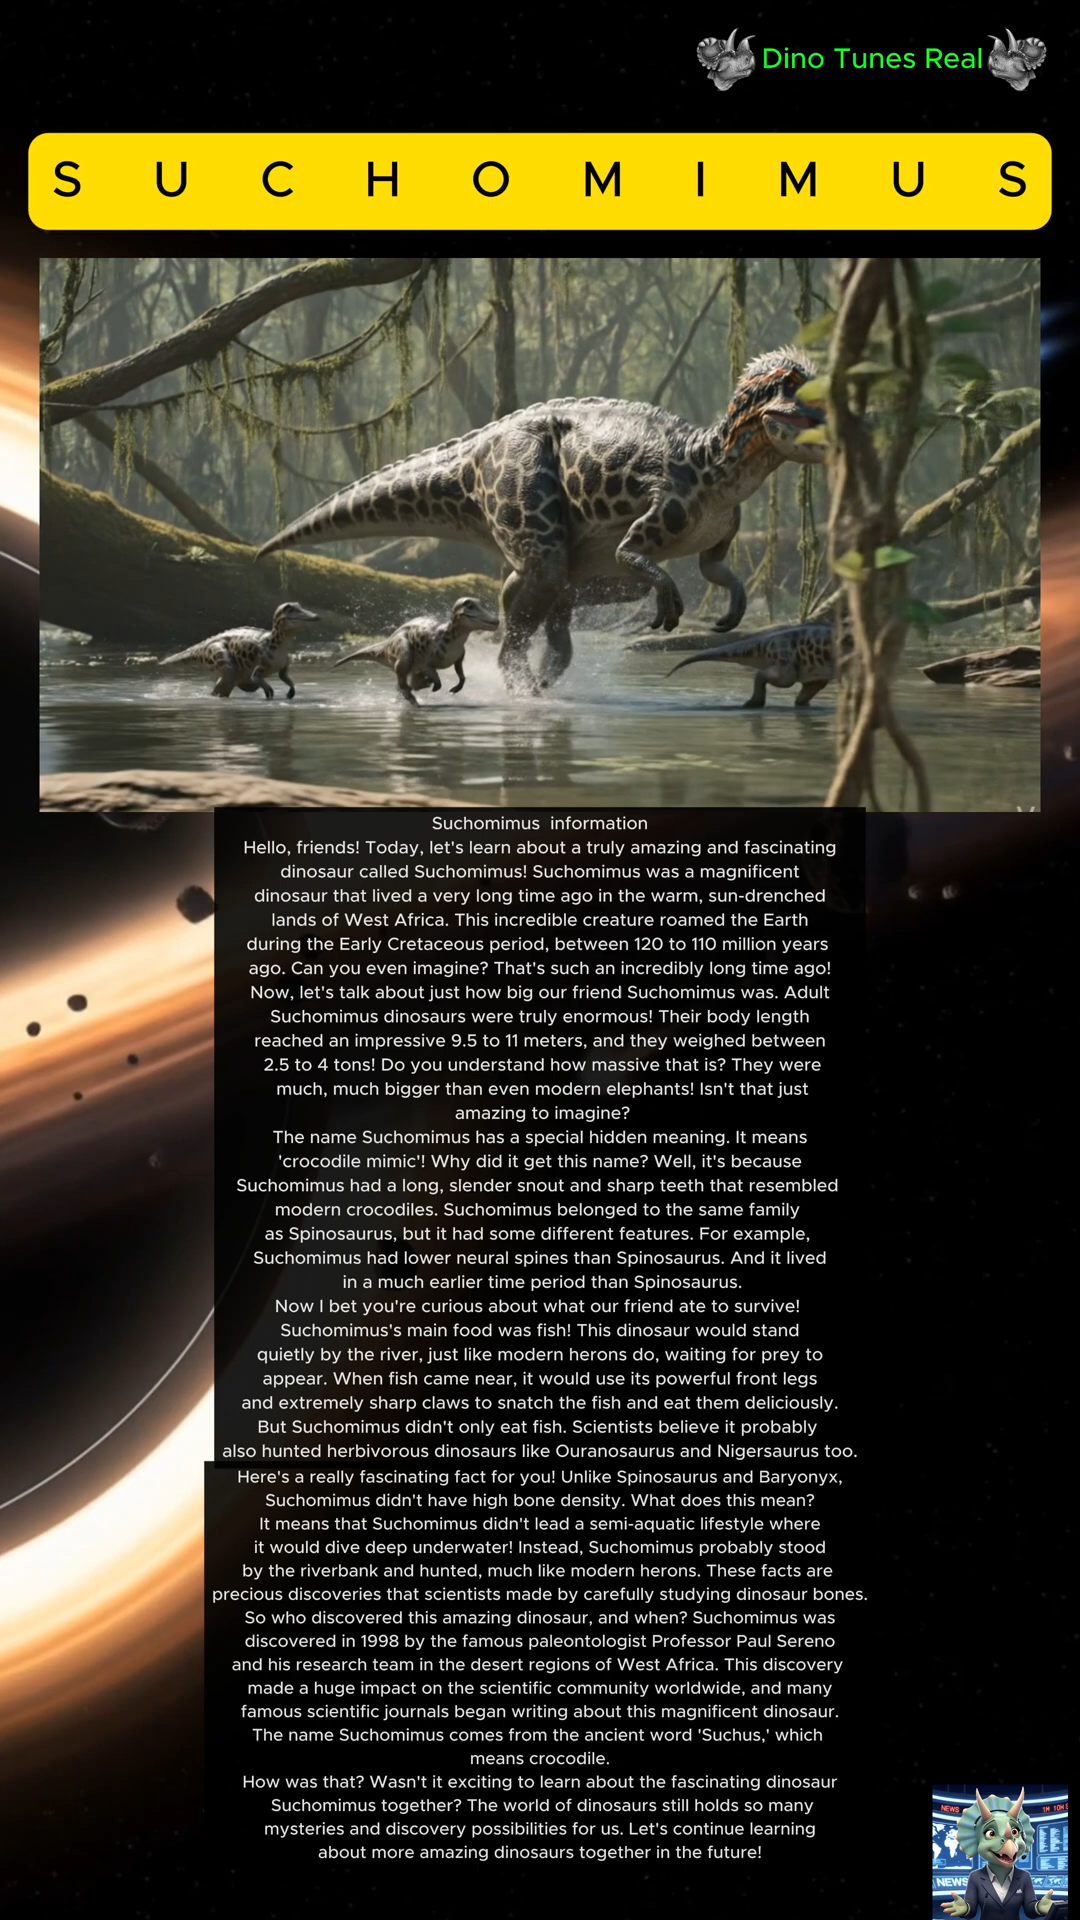 Dino Tunes Real
S U C H O M I M U S
Suchomimus information
Hello, friends! Today, let's learn about a truly amazing and fascinating
dinosaur called Suchomimus! Suchomimus was a magnificent
dinosaur that lived a very long time ago in the warm, sun-drenched
lands of West Africa. This incredible creature roamed the Earth
during the Early Cretaceous period, between 120 to 110 million years
ago. Can you even imagine? That's such an incredibly long time ago!
Now, let's talk about just how big our friend Suchomimus was. Adult
Suchomimus dinosaurs were truly enormous! Their body length
reached an impressive 9.5 to 11 meters, and they weighed between
2.5 to 4 tons! Do you understand how massive that is? They were
much, much bigger than even modern elephants! Isn't that just
amazing to imagine?
The name Suchomimus has a special hidden meaning. It means
'crocodile mimic'! Why did it get this name? Well, it's because
Suchomimus had a long, slender snout and sharp teeth that resembled
modern crocodiles. Suchomimus belonged to the same family
as Spinosaurus, but it had some different features. For example,
Suchomimus had lower neural spines than Spinosaurus. And it lived
in a much earlier time period than Spinosaurus.
Now I bet you're curious about what our friend ate to survive!
Suchomimus's main food was fish! This dinosaur would stand
quietly by the river, just like modern herons do, waiting for prey to
appear. When fish came near, it would use its powerful front legs
and extremely sharp claws to snatch the fish and eat them deliciously.
But Suchomimus didn't only eat fish. Scientists believe it probably
also hunted herbivorous dinosaurs like Ouranosaurus and Nigersaurus too.
Here's a really fascinating fact for you! Unlike Spinosaurus and Baryonyx,
Suchomimus didn't have high bone density. What does this mean?
It means that Suchomimus didn't lead a semi-aquatic lifestyle where
it would dive deep underwater! Instead, Suchomimus probably stood
by the riverbank and hunted, much like modern herons. These facts are
precious discoveries that scientists made by carefully studying dinosaur bones.
So who discovered this amazing dinosaur, and when? Suchomimus was
discovered in 1998 by the famous paleontologist Professor Paul Sereno
and his research team in the desert regions of West Africa. This discovery
made a huge impact on the scientific community worldwide, and many
famous scientific journals began writing about this magnificent dinosaur.
The name Suchomimus comes from the ancient word 'Suchus,' which
means crocodile.
How was that? Wasn't it exciting to learn about the fascinating dinosaur
Suchomimus together? The world of dinosaurs still holds so many
mysteries and discovery possibilities for us. Let's continue learning
about more amazing dinosaurs together in the future!
NEWS
NEWS